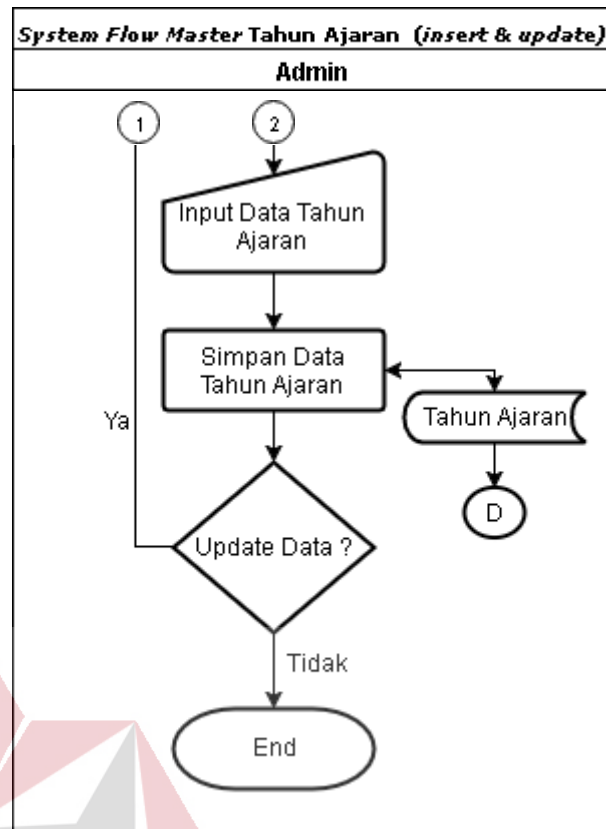 System Flow Master Tahun Ajaran (insert & update)
Admin
1
2
Input Data Tahun
Ajaran
Simpan Data
Tahun Ajaran
Ya
Tahun Ajaran
D
Update Data ?
Tidak
End